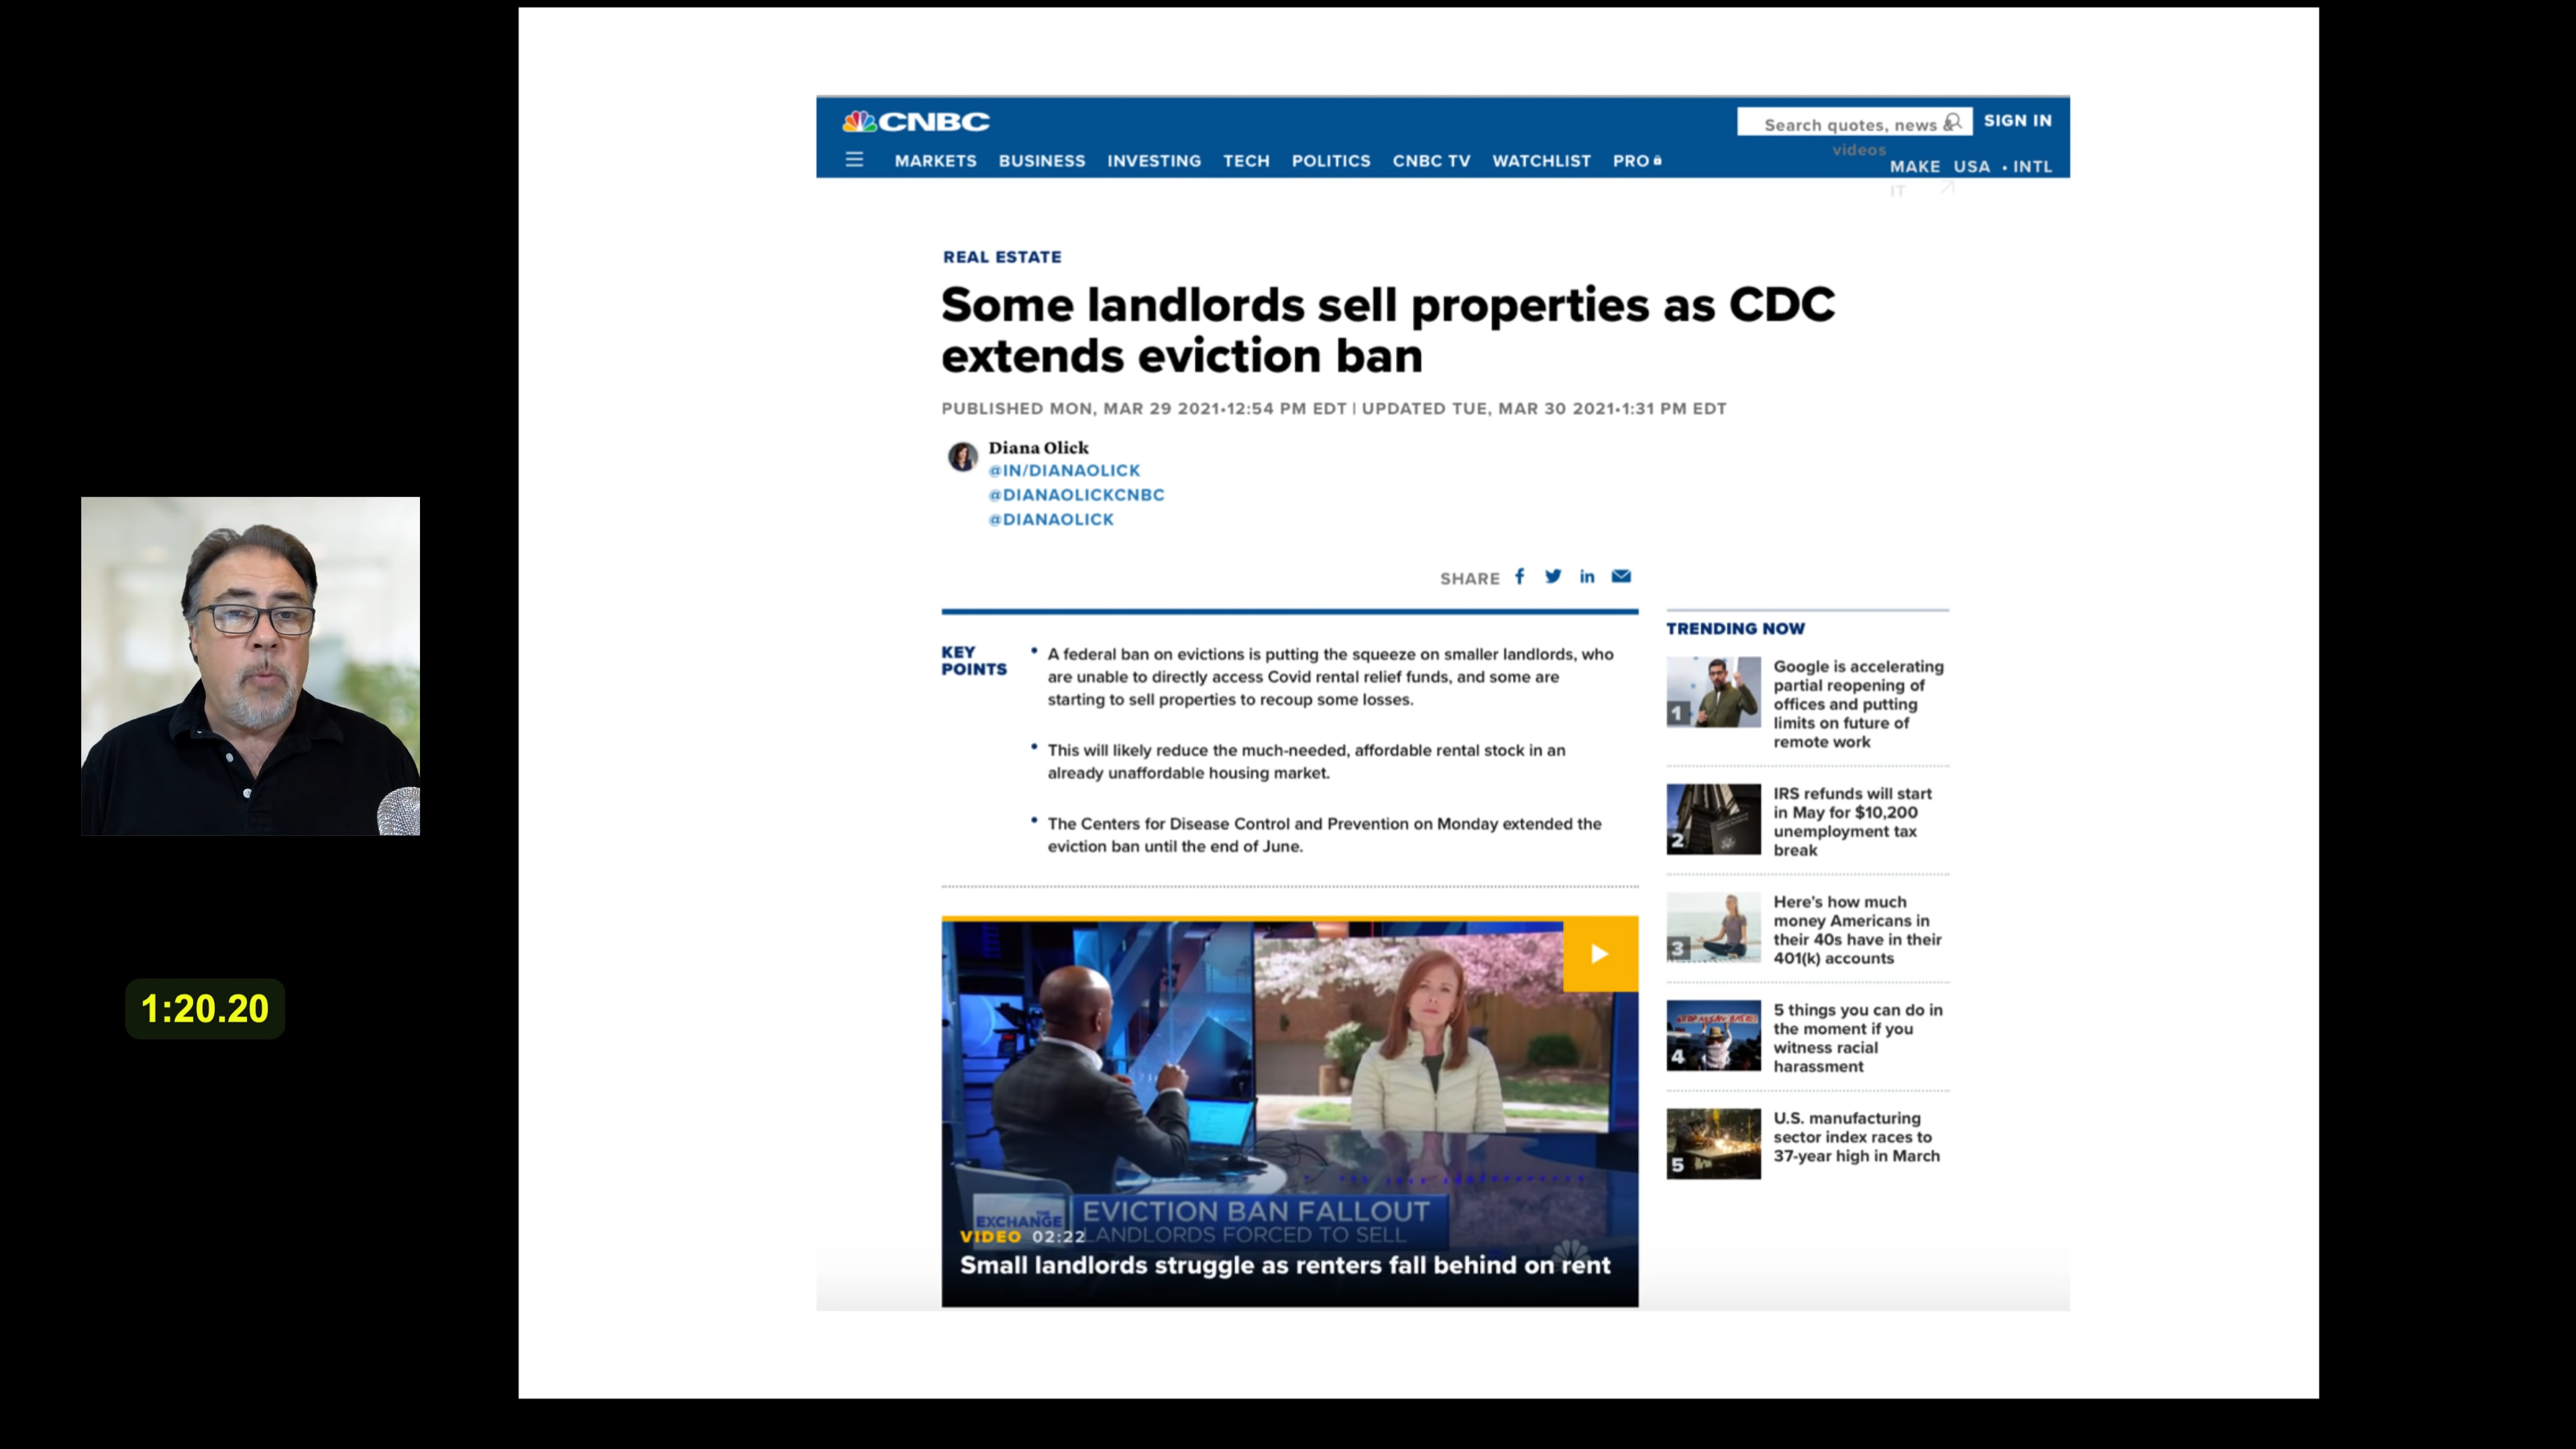 CNBC
Search quotes, news &
videos
SIGN IN
MARKETS BUSINESS INVESTING TECH POLITICS CNBC TV WATCHLIST PRO
MAKE
IT
USA • INTL
REAL ESTATE
Some landlords sell properties as CDC
extends eviction ban
PUBLISHED MON, MAR 29 2021•12:54 PM EDT | UPDATED TUE, MAR 30 2021•1:31 PM EDT
Diana Olick
@IN/DIANAOLICK
@DIANAOLICKCNBC
@DIANAOLICK
SHARE
KEY
POINTS
• A federal ban on evictions is putting the squeeze on smaller landlords, who
are unable to directly access Covid rental relief funds, and some are
starting to sell properties to recoup some losses.
• This will likely reduce the much-needed, affordable rental stock in an
already unaffordable housing market.
• The Centers for Disease Control and Prevention on Monday extended the
eviction ban until the end of June.
THE
EXCHANGE
EVICTION BAN FALLOUT
LANDLORDS FORCED TO SELL
VIDEO 02:22
Small landlords struggle as renters fall behind on rent
TRENDING NOW
1
Google is accelerating
partial reopening of
offices and putting
limits on future of
remote work
2
IRS refunds will start
in May for $10,200
unemployment tax
break
3
Here's how much
money Americans in
their 40s have in their
401(k) accounts
4
5 things you can do in
the moment if you
witness racial
harassment
5
U.S. manufacturing
sector index races to
37-year high in March
1:20.20